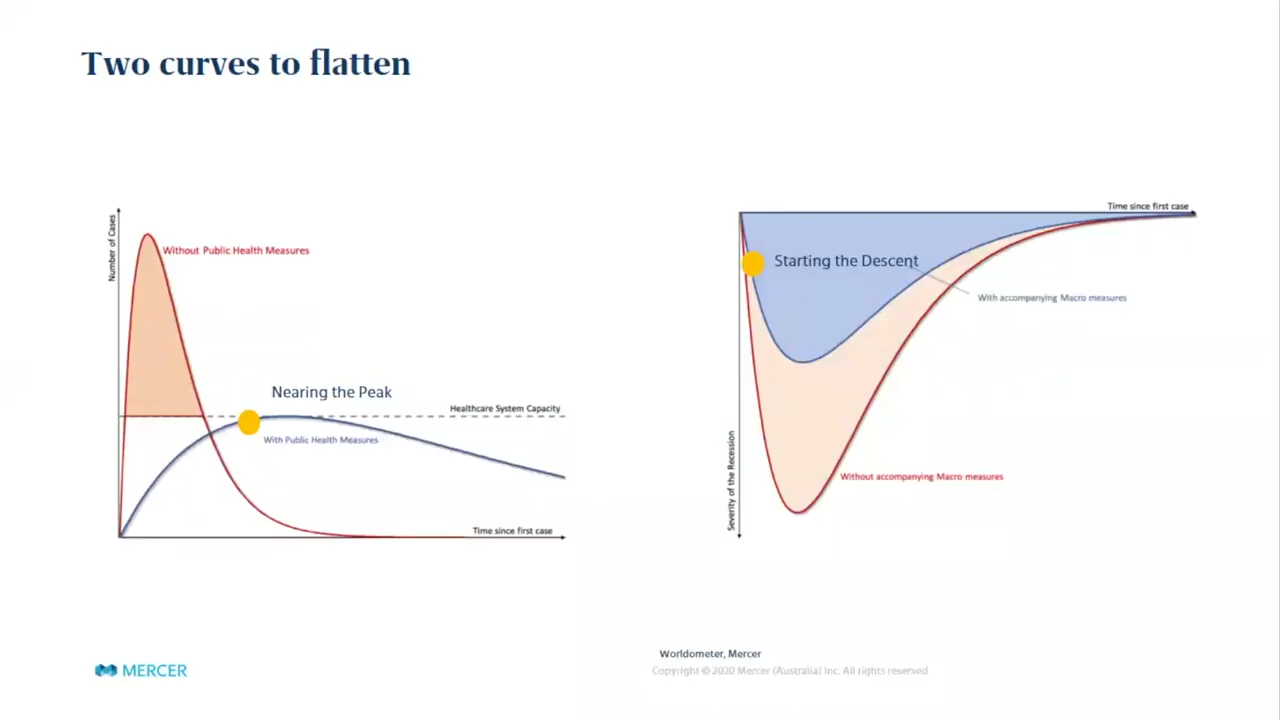 Two curves to flatten
Number of Cases
Without Public Health Measures
Nearing the Peak
Healthcare System Capacity
With Public Health Measures
Time since first case
Time since first case
Starting the Descent
With accompanying Macro measures
Severity of the Recession
Without accompanying Macro measures
Worldometer, Mercer
MERCER
Copyright © 2020 Mercer (Australia) Inc. All rights reserved.